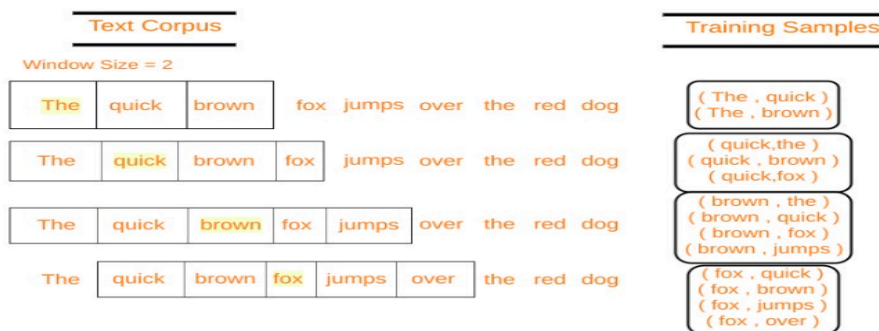 Text Corpus
Training Samples
Window Size = 2
The quick brown fox jumps over the red dog
( The , quick )
( The , brown )
The quick brown fox jumps over the red dog
( quick,the )
( quick , brown )
( quick,fox )
The quick brown fox jumps over the red dog
( brown , the )
( brown , quick )
( brown , fox )
( brown , jumps )
The quick brown fox jumps over the red dog
( fox , quick )
( fox , brown )
( fox , jumps )
( fox , over )